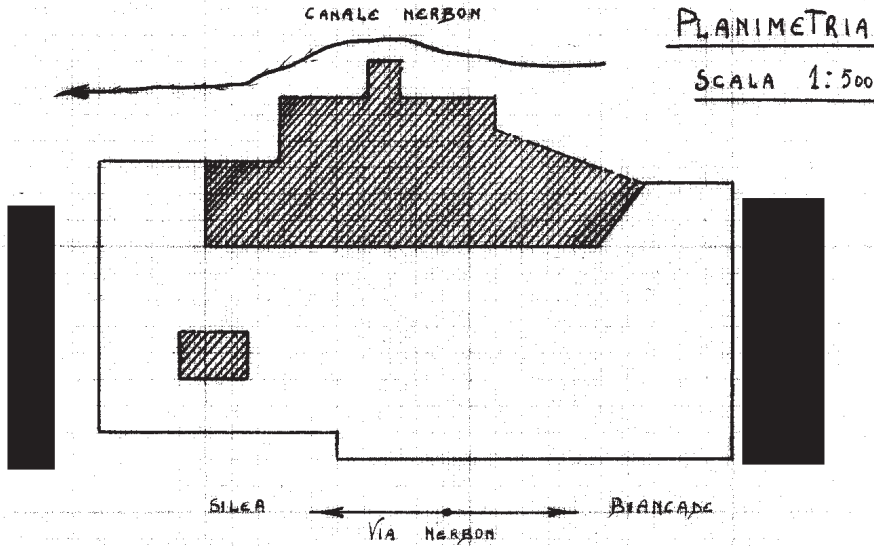 CANALE NERBON
PLANIMETRIA
SCALA 1:500
SILEA
BIANCADE
VIA NERBON